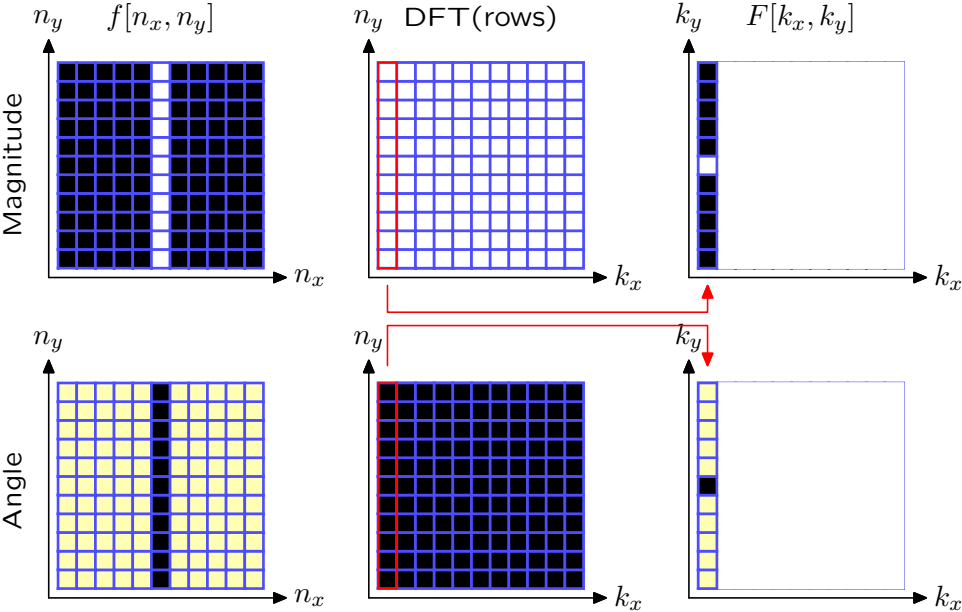 n_y f[n_x, n_y] n_y DFT(rows) k_y F[k_x, k_y]
Magnitude
n_x k_x k_x
n_y n_y k_y
Angle
n_x k_x k_x